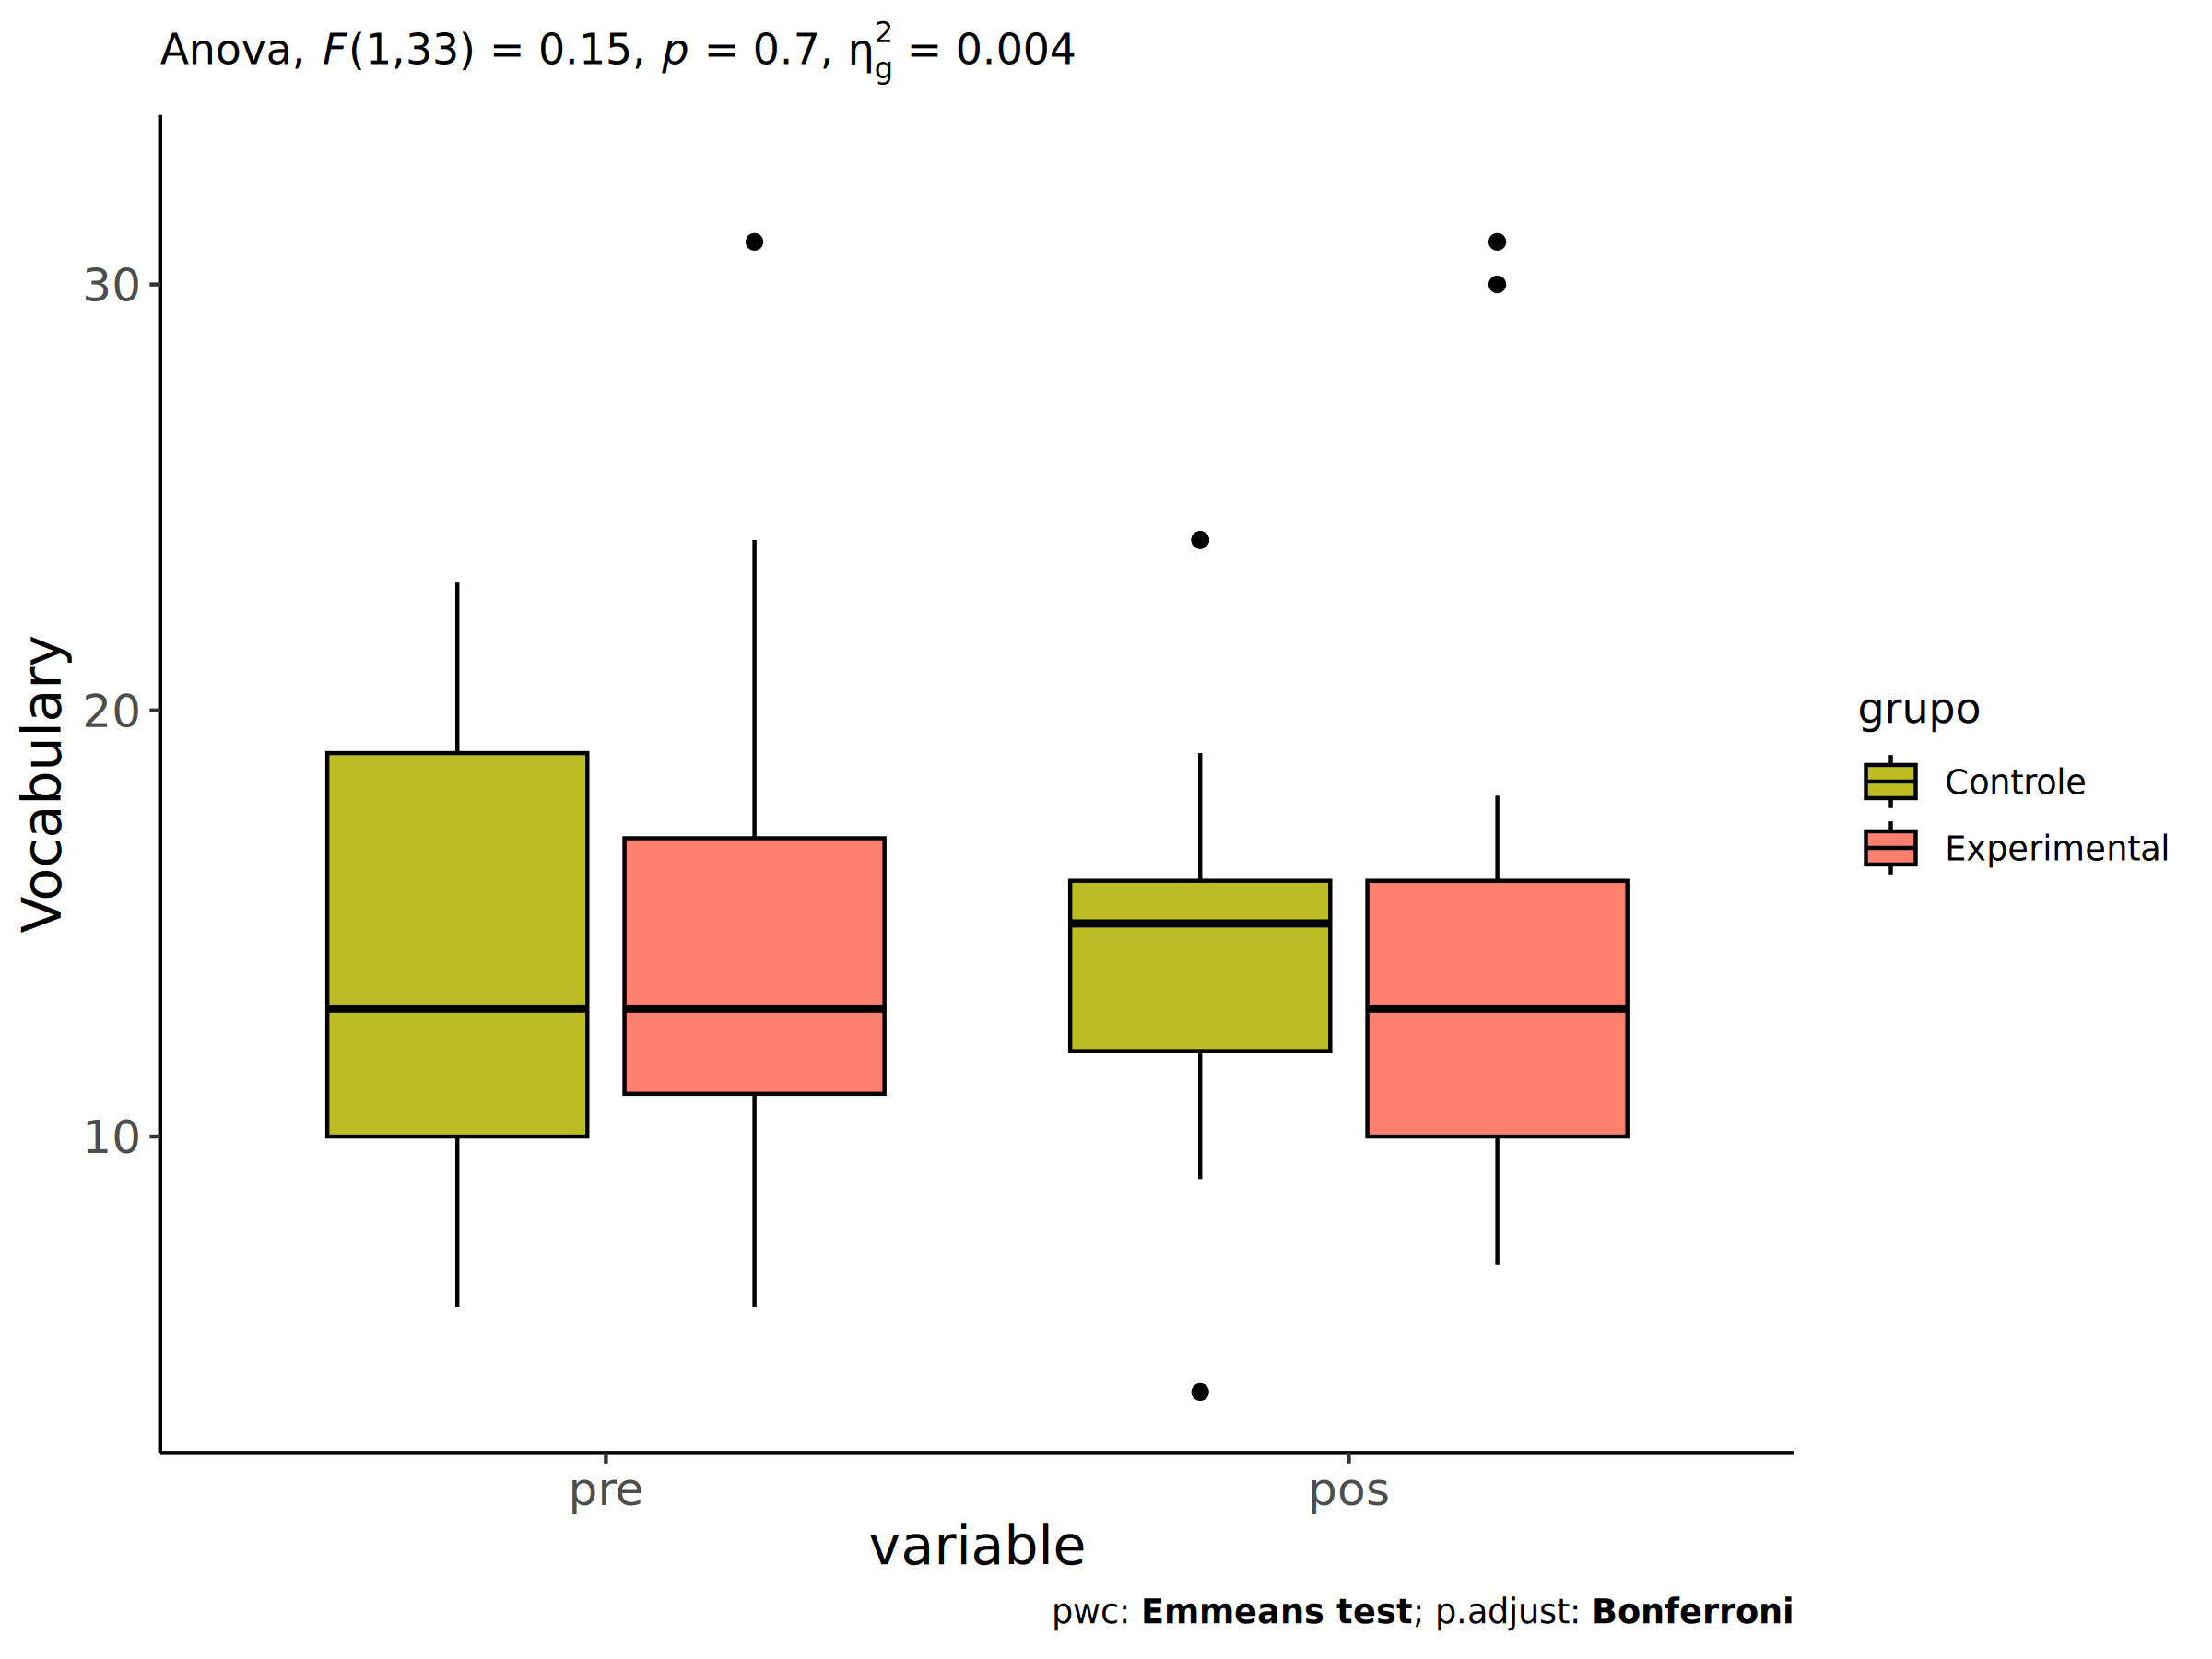 Anova, F(1,33) = 0.15, p = 0.7, η²g = 0.004
Vocabulary
30
20
10
pre
pos
variable
grupo
Controle
Experimental
pwc: Emmeans test; p.adjust: Bonferroni